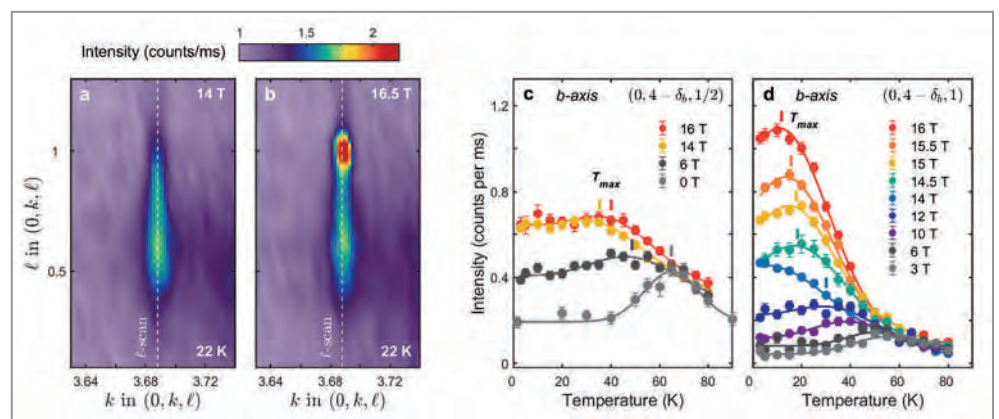 Intensity (counts/ms)
1 1.5 2
a
14 T
b
16.5 T
ℓ in (0, k, ℓ)
1
0.5
ℓ-scan
22 K
ℓ-scan
22 K
3.64 3.68 3.72
3.64 3.68 3.72
k in (0, k, ℓ)
k in (0, k, ℓ)
c b-axis (0, 4 − δb, 1/2)
16 T
14 T
6 T
0 T
Tmax
Intensity (counts per ms)
1.2
0.8
0.4
0
0 20 40 60 80
Temperature (K)
d b-axis (0, 4 − δb, 1)
Tmax
16 T
15.5 T
15 T
14.5 T
14 T
12 T
10 T
6 T
3 T
0 20 40 60 80
Temperature (K)